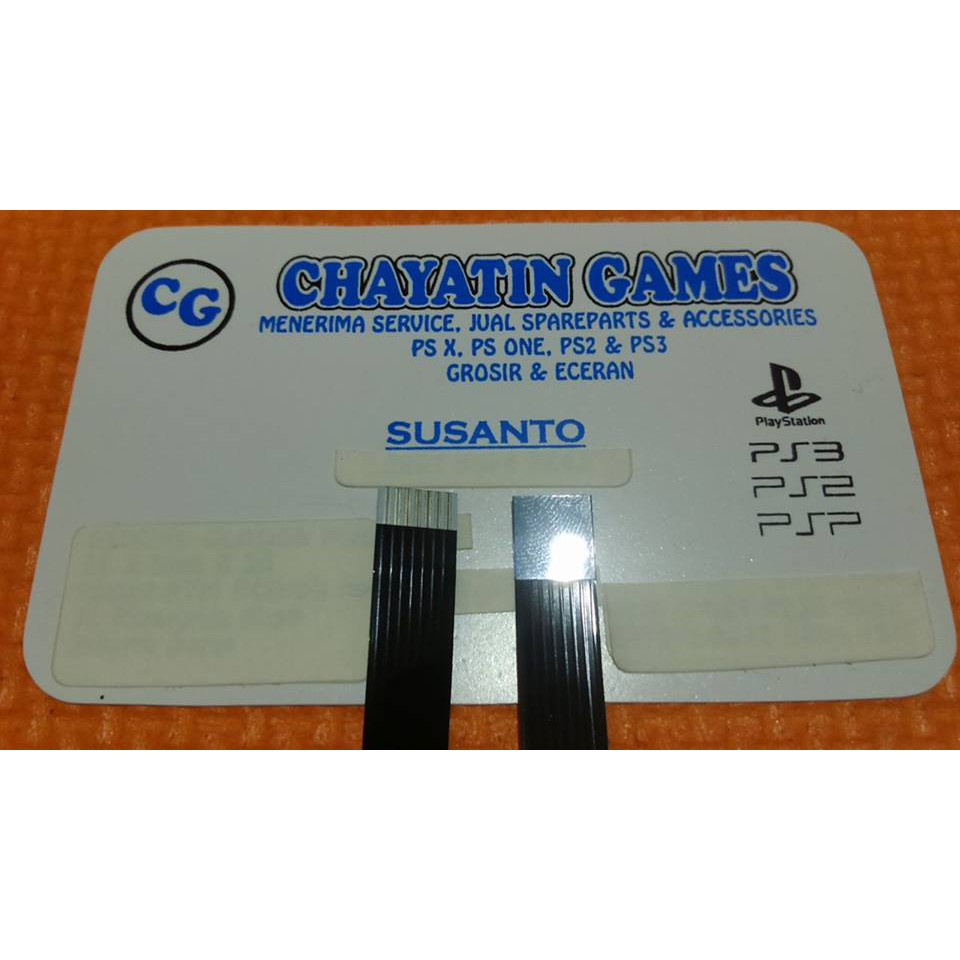 CG
CHAYATIN GAMES
MENERIMA SERVICE, JUAL SPAREPARTS & ACCESSORIES
PS X, PS ONE, PS2 & PS3
GROSIR & ECERAN
SUSANTO
PlayStation
PS3
PS2
PSP